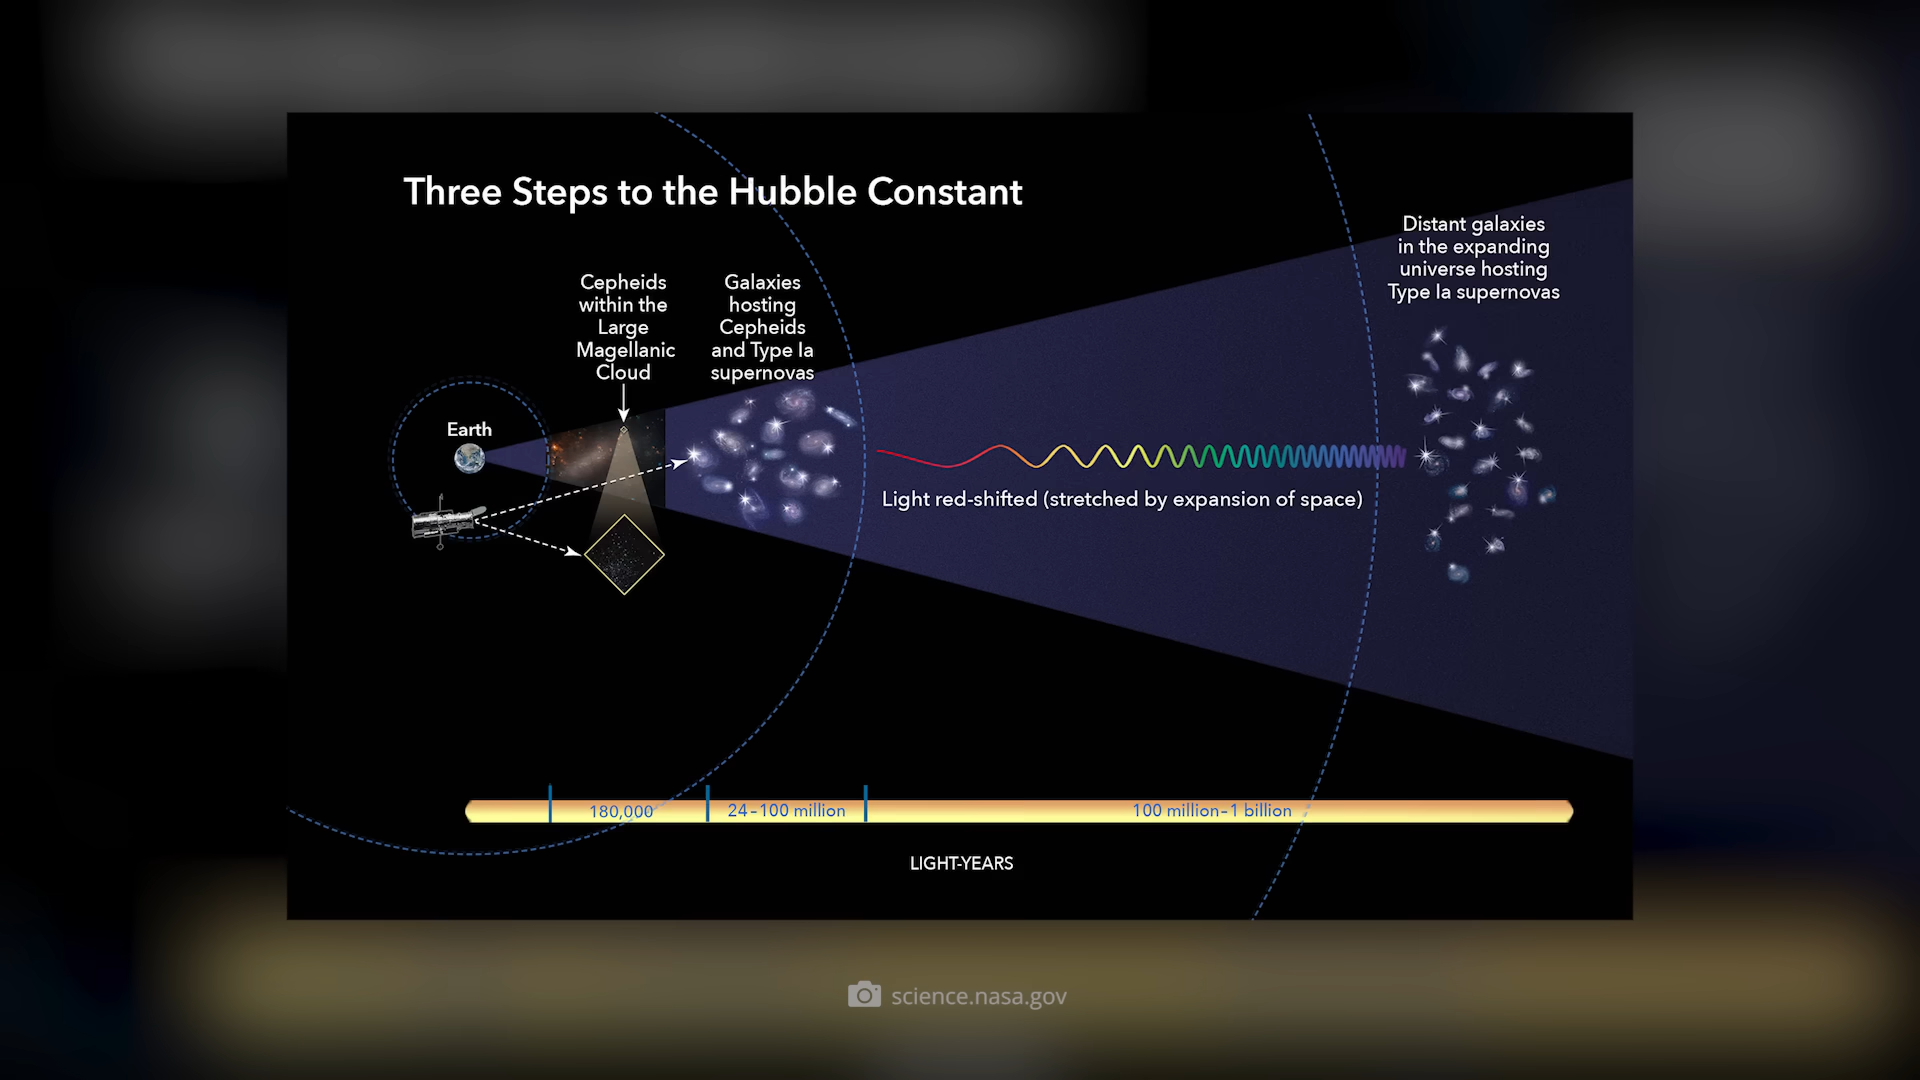 Three Steps to the Hubble Constant
Cepheids
within the
Large
Magellanic
Cloud
Galaxies
hosting
Cepheids
and Type Ia
supernovas
Distant galaxies
in the expanding
universe hosting
Type Ia supernovas
Earth
Light red-shifted (stretched by expansion of space)
180,000
24–100 million
100 million–1 billion
LIGHT-YEARS
science.nasa.gov